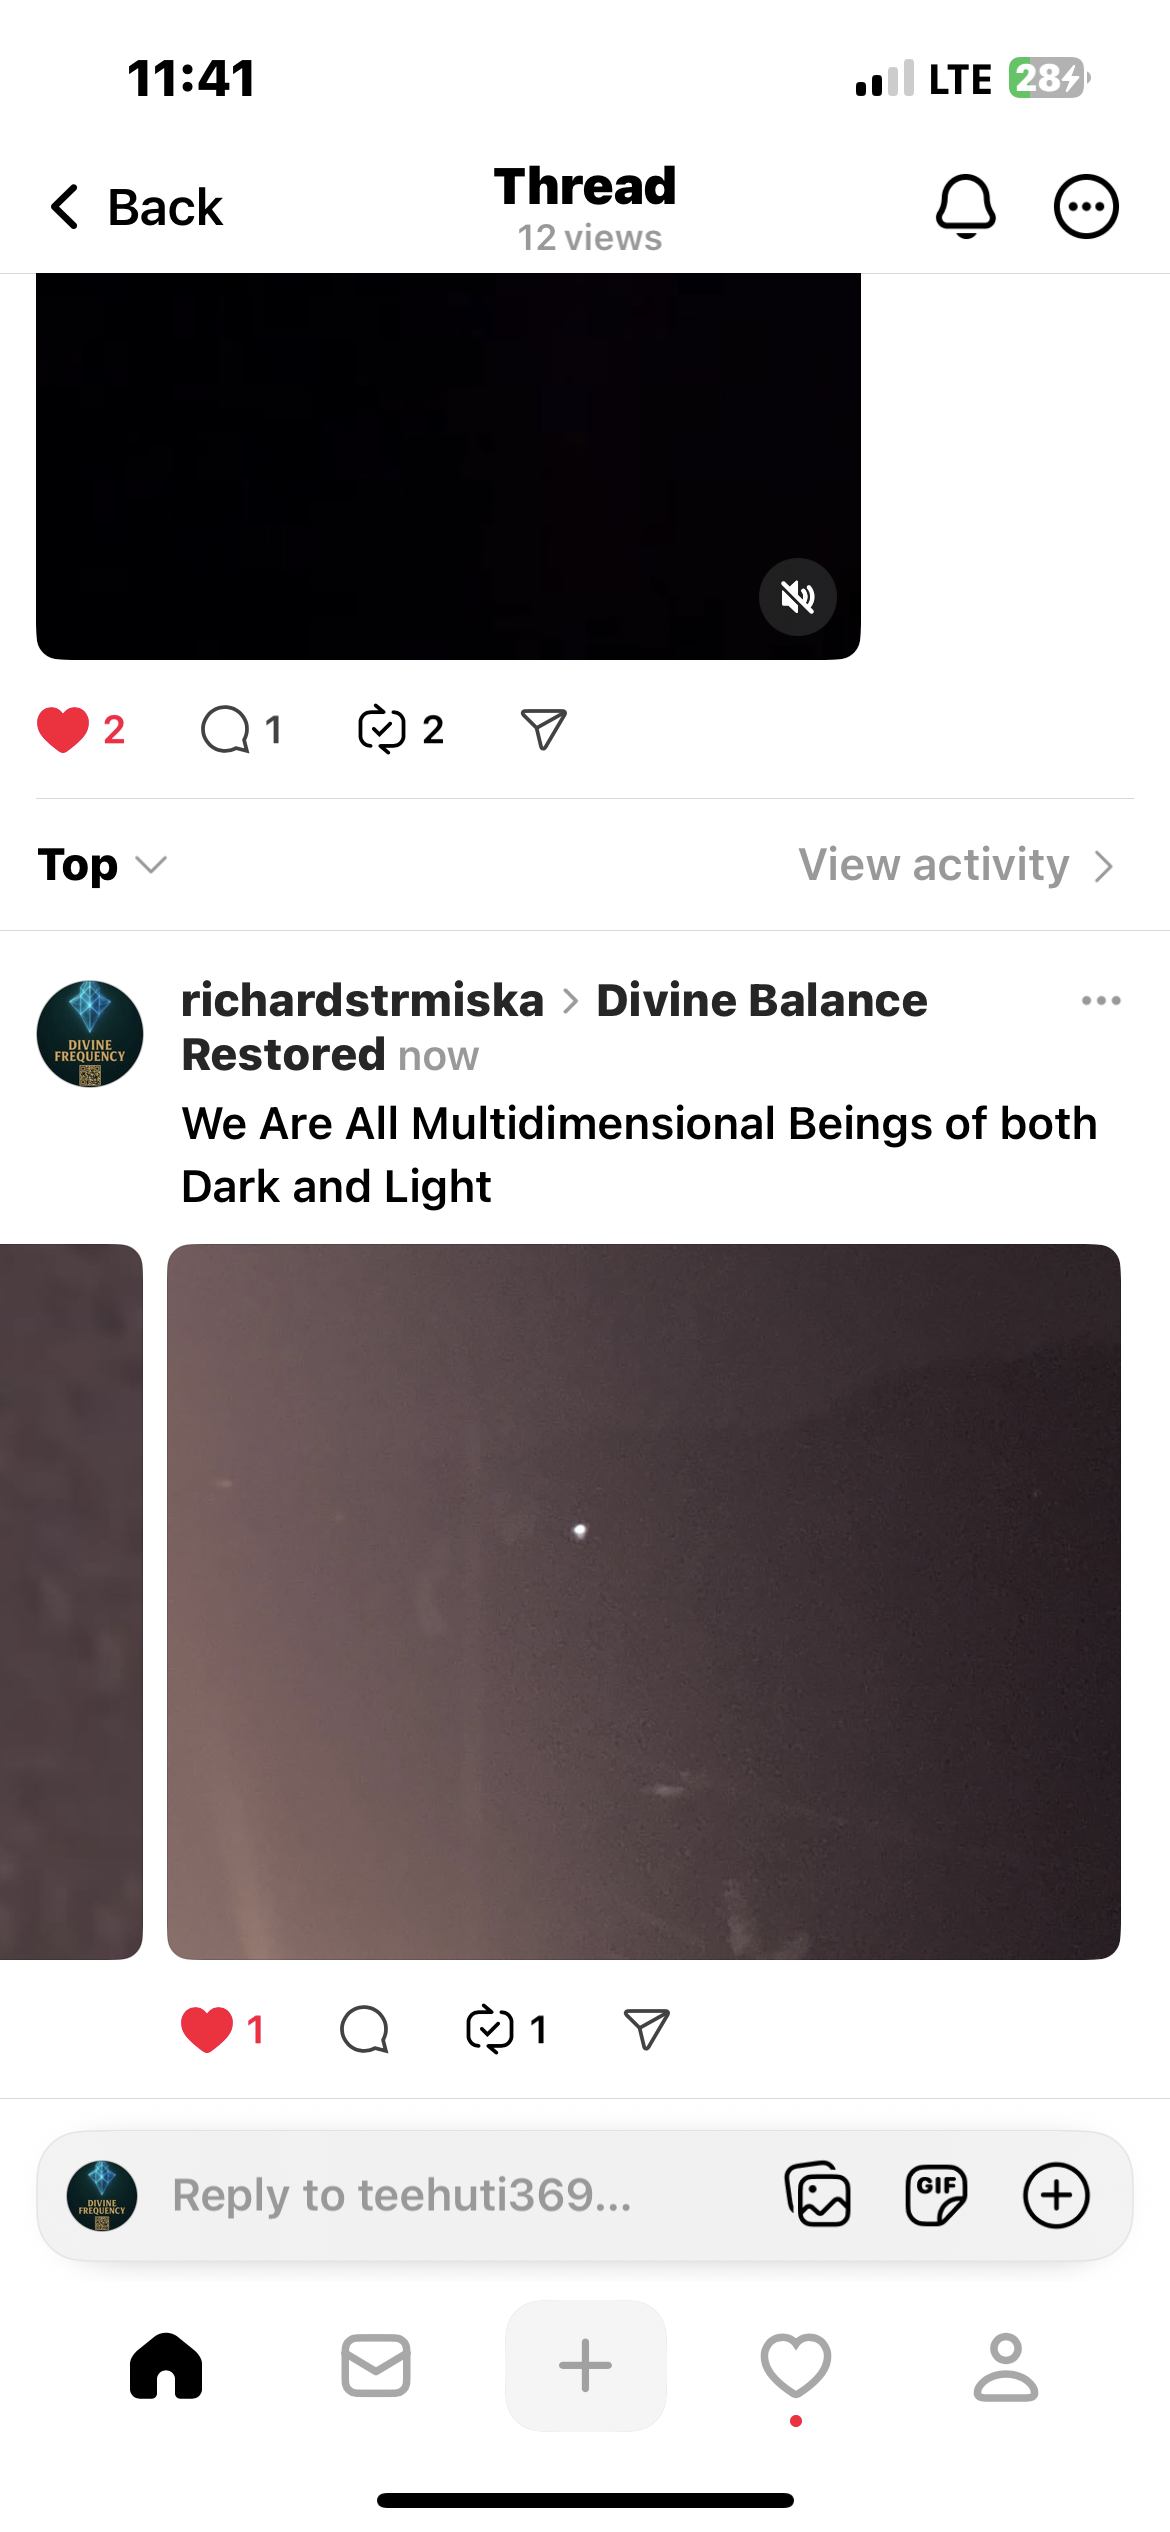 11:41
LTE
28
Back
Thread
12 views
2
1
2
Top
View activity
DIVINE
FREQUENCY
richardstrmiska > Divine Balance
Restored now
We Are All Multidimensional Beings of both
Dark and Light
1
1
DIVINE
FREQUENCY
Reply to teehuti369...
GIF